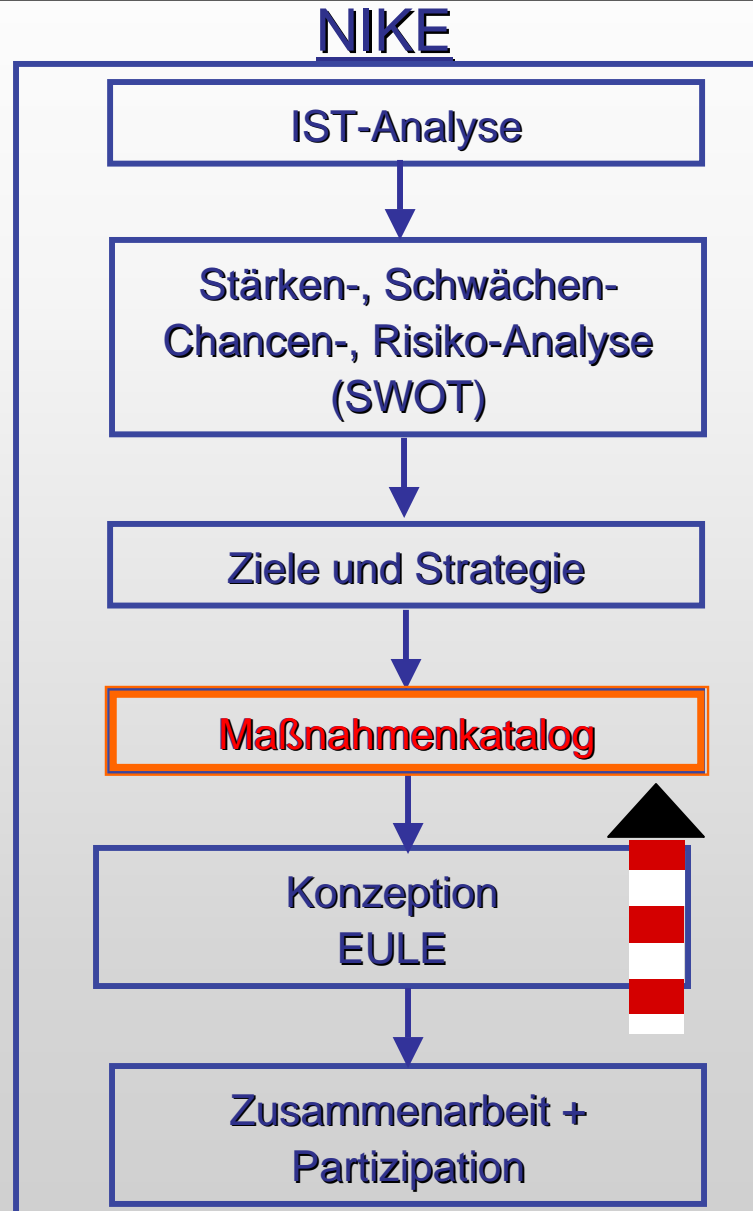 NIKE
IST-Analyse
Stärken-, Schwächen-
Chancen-, Risiko-Analyse
(SWOT)
Ziele und Strategie
Maßnahmenkatalog
Konzeption
EULE
Zusammenarbeit +
Partizipation